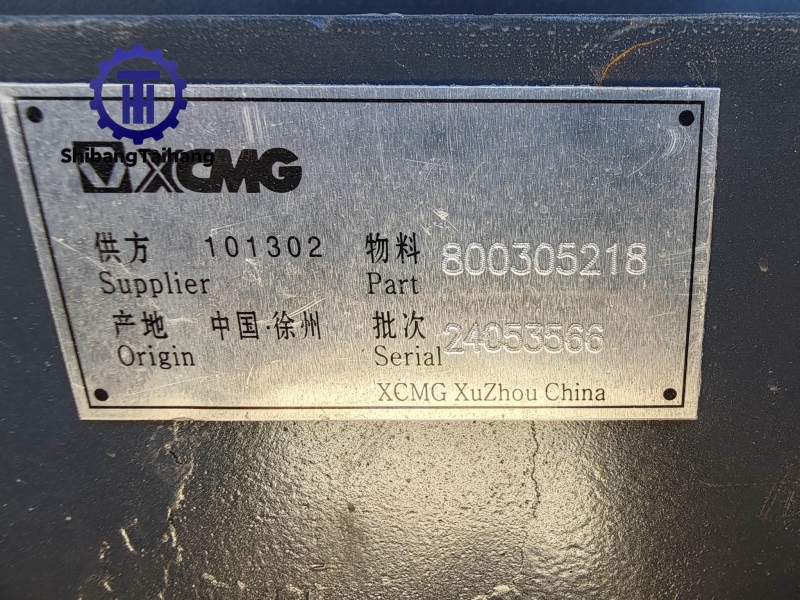 ShibangTaihang
XCMG
供方 101302 物料 800305218
Supplier Part
产地 中国·徐州 批次 24053566
Origin Serial
XCMG XuZhou China